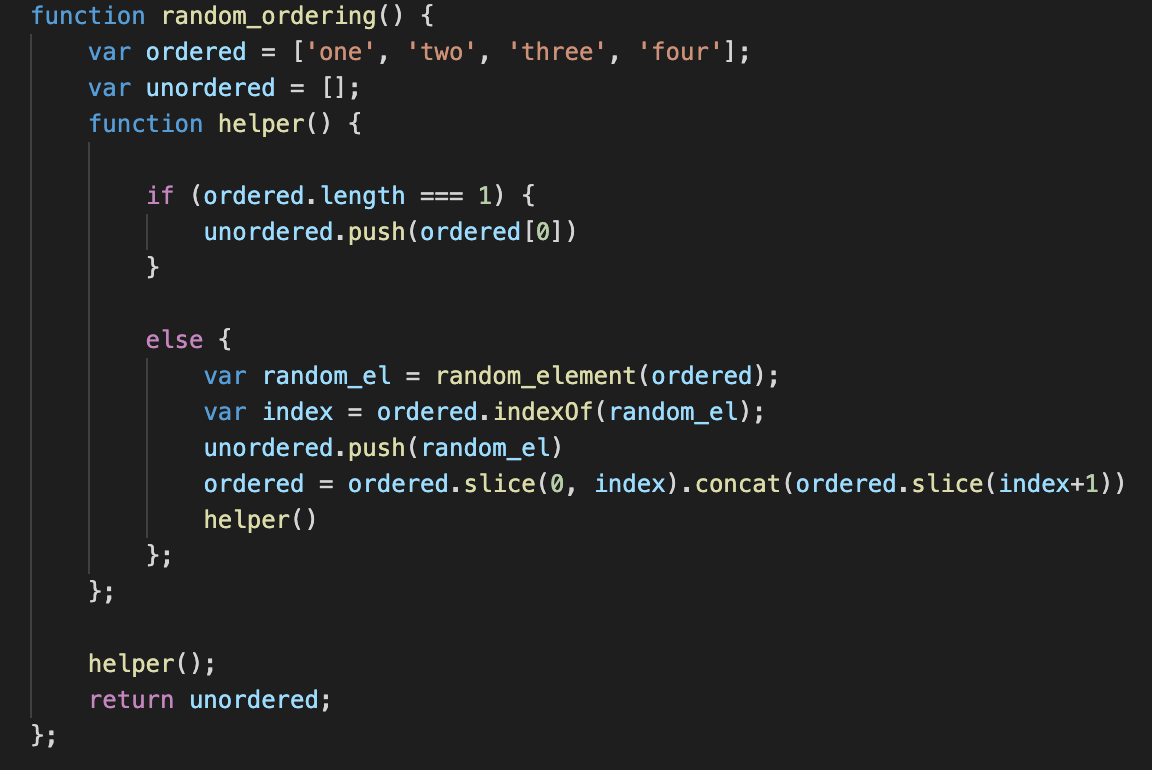 function random_ordering() {
    var ordered = ['one', 'two', 'three', 'four'];
    var unordered = [];
    function helper() {

        if (ordered.length === 1) {
            unordered.push(ordered[0])
        }

        else {
            var random_el = random_element(ordered);
            var index = ordered.indexOf(random_el);
            unordered.push(random_el)
            ordered = ordered.slice(0, index).concat(ordered.slice(index+1))
            helper()
        };
    };

    helper();
    return unordered;
};